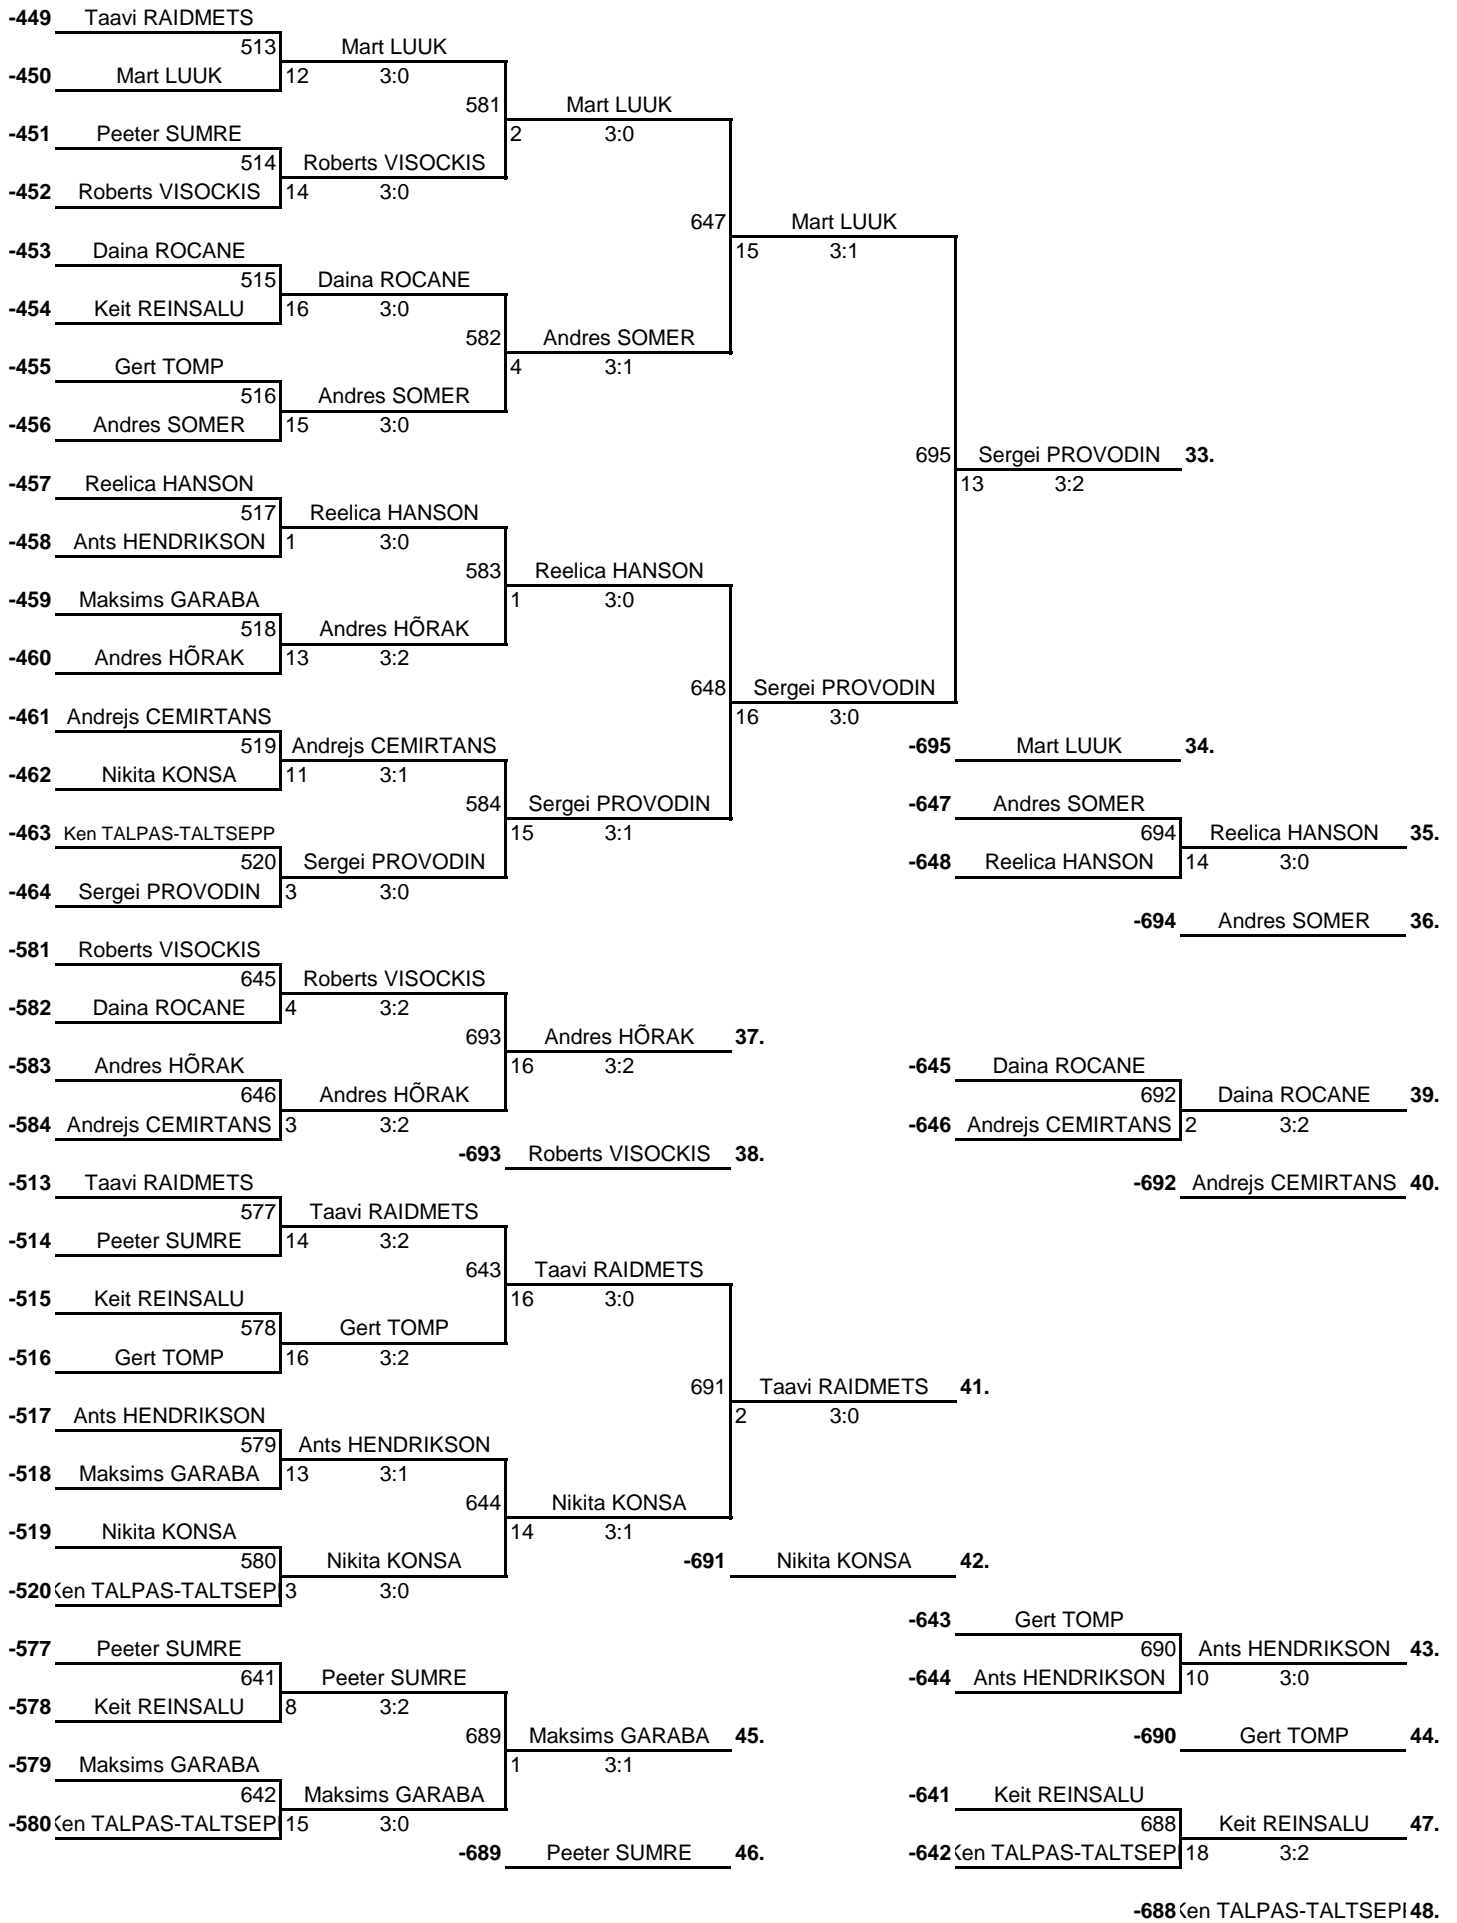 -449 Taavi RAIDMETS
513 Mart LUUK
-450 Mart LUUK 12 3:0
581 Mart LUUK
-451 Peeter SUMRE 2 3:0
514 Roberts VISOCKIS
-452 Roberts VISOCKIS 14 3:0
647 Mart LUUK
-453 Daina ROCANE 15 3:1
515 Daina ROCANE
-454 Keit REINSALU 16 3:0
582 Andres SOMER
-455 Gert TOMP 4 3:1
516 Andres SOMER
-456 Andres SOMER 15 3:0
695 Sergei PROVODIN 33.
-457 Reelica HANSON 13 3:2
517 Reelica HANSON
-458 Ants HENDRIKSON 1 3:0
583 Reelica HANSON
-459 Maksims GARABA 1 3:0
518 Andres HÕRAK
-460 Andres HÕRAK 13 3:2
648 Sergei PROVODIN
-461 Andrejs CEMIRTANS 16 3:0
519 Andrejs CEMIRTANS -695 Mart LUUK 34.
-462 Nikita KONSA 11 3:1
584 Sergei PROVODIN -647 Andres SOMER
-463 Ken TALPAS-TALTSEPP 15 3:1 694 Reelica HANSON 35.
520 Sergei PROVODIN -648 Reelica HANSON 14 3:0
-464 Sergei PROVODIN 3 3:0
-694 Andres SOMER 36.
-581 Roberts VISOCKIS
645 Roberts VISOCKIS
-582 Daina ROCANE 4 3:2
693 Andres HÕRAK 37.
-583 Andres HÕRAK 16 3:2 -645 Daina ROCANE
646 Andres HÕRAK 692 Daina ROCANE 39.
-584 Andrejs CEMIRTANS 3 3:2 -646 Andrejs CEMIRTANS 2 3:2
-693 Roberts VISOCKIS 38.
-513 Taavi RAIDMETS -692 Andrejs CEMIRTANS 40.
577 Taavi RAIDMETS
-514 Peeter SUMRE 14 3:2
643 Taavi RAIDMETS
-515 Keit REINSALU 16 3:0
578 Gert TOMP
-516 Gert TOMP 16 3:2
691 Taavi RAIDMETS 41.
-517 Ants HENDRIKSON 2 3:0
579 Ants HENDRIKSON
-518 Maksims GARABA 13 3:1
644 Nikita KONSA
-519 Nikita KONSA 14 3:1
580 Nikita KONSA -691 Nikita KONSA 42.
-520 TALPAS-TALTSEP 3 3:0
-643 Gert TOMP
-577 Peeter SUMRE 690 Ants HENDRIKSON 43.
641 Peeter SUMRE -644 Ants HENDRIKSON 10 3:0
-578 Keit REINSALU 8 3:2
689 Maksims GARABA 45. -690 Gert TOMP 44.
-579 Maksims GARABA 1 3:1
642 Maksims GARABA -641 Keit REINSALU
-580 TALPAS-TALTSEP 15 3:0 688 Keit REINSALU 47.
-689 Peeter SUMRE 46. -642 TALPAS-TALTSEP 18 3:2
-688 TALPAS-TALTSEP 48.